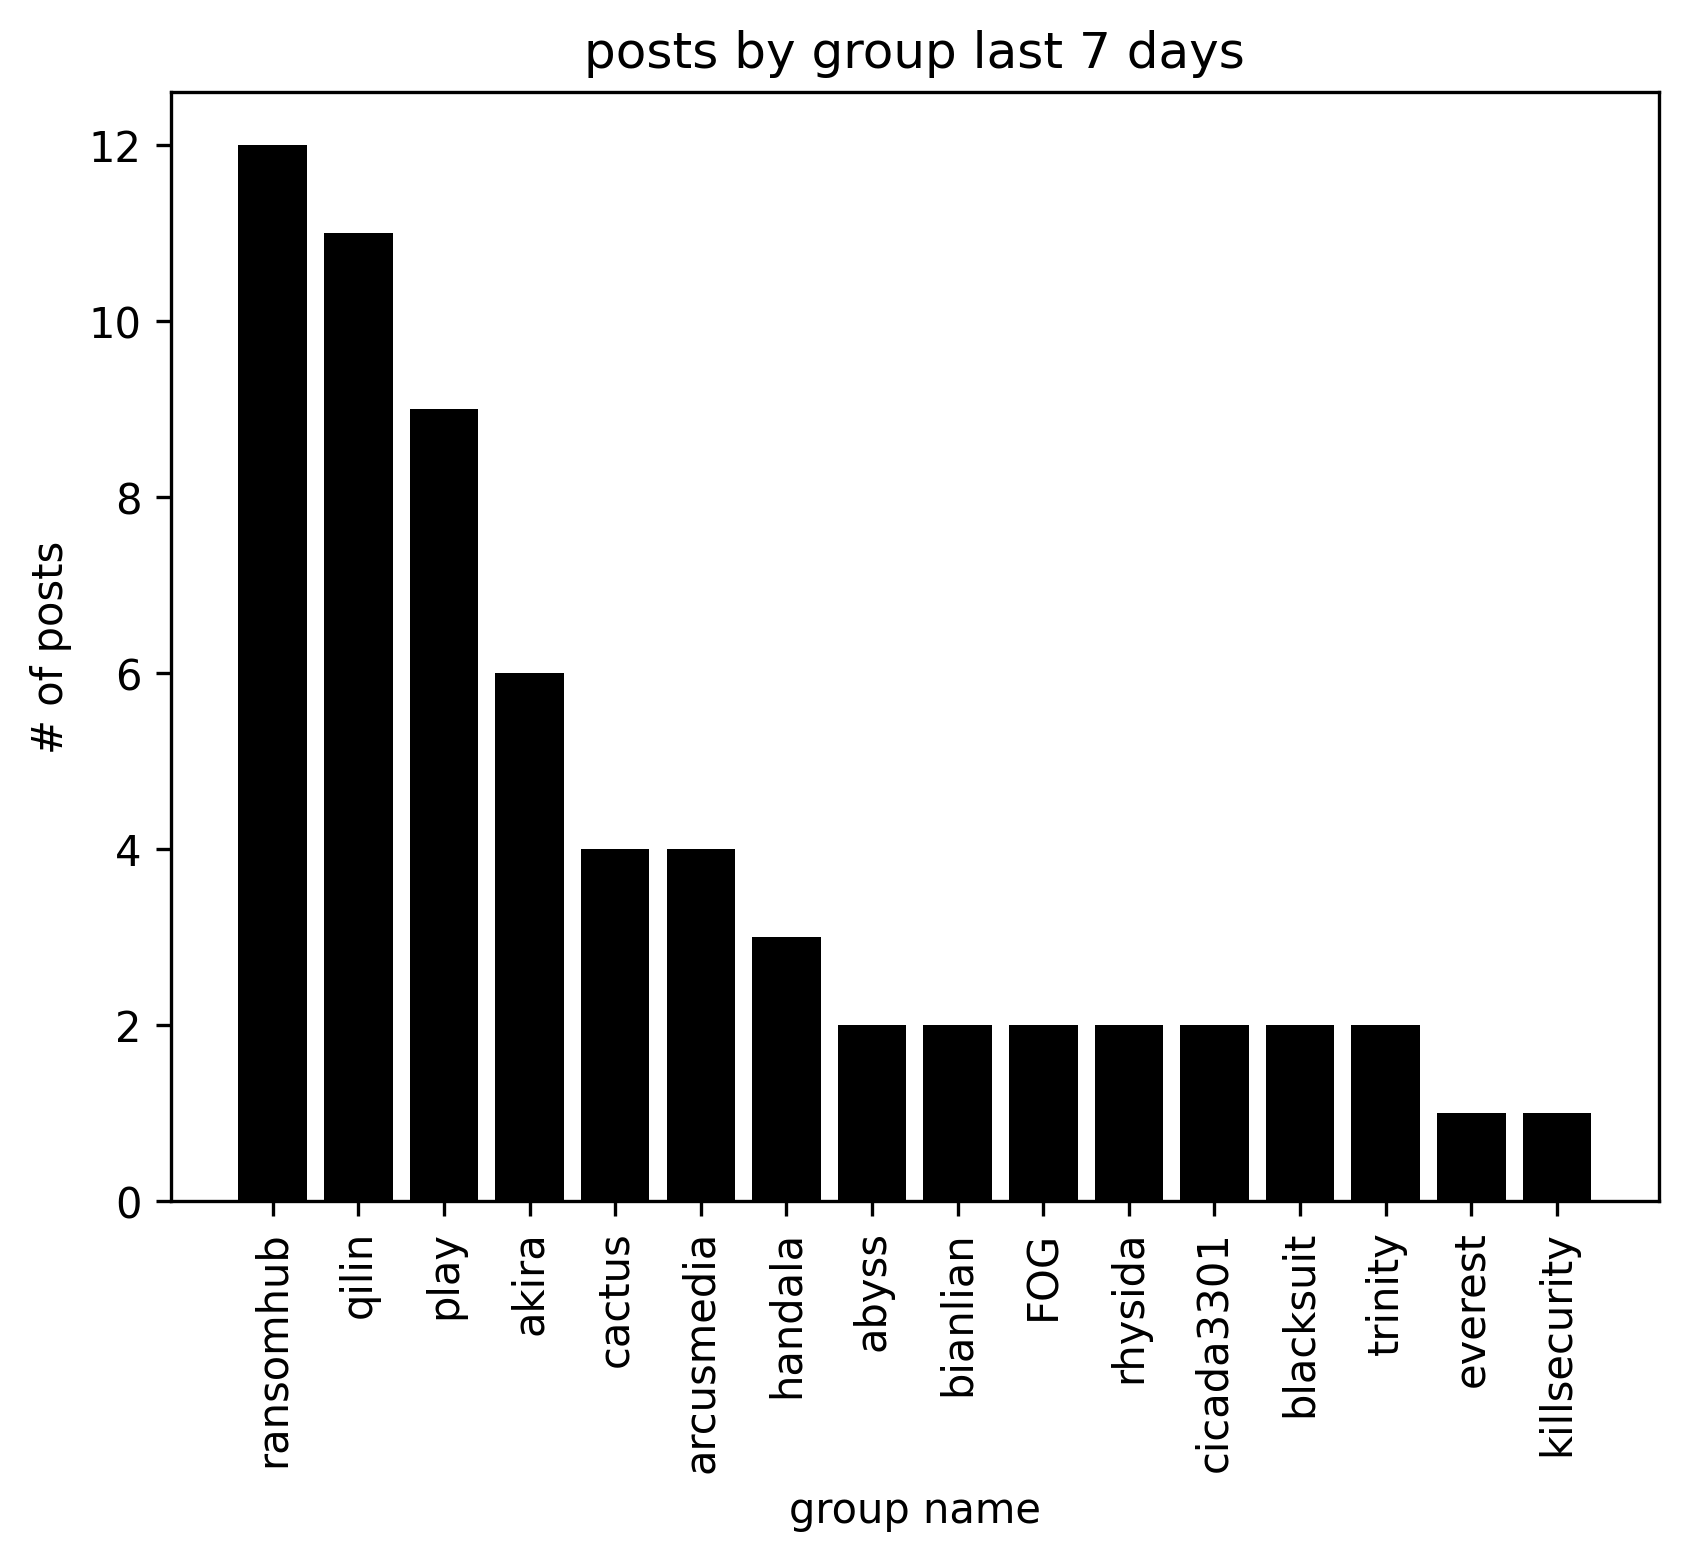 posts by group last 7 days
12
10
8
6
4
2
0
# of posts
ransomhub
qilin
play
akira
cactus
arcusmedia
handala
abyss
bianlian
FOG
rhysida
cicada3301
blacksuit
trinity
everest
killsecurity
group name